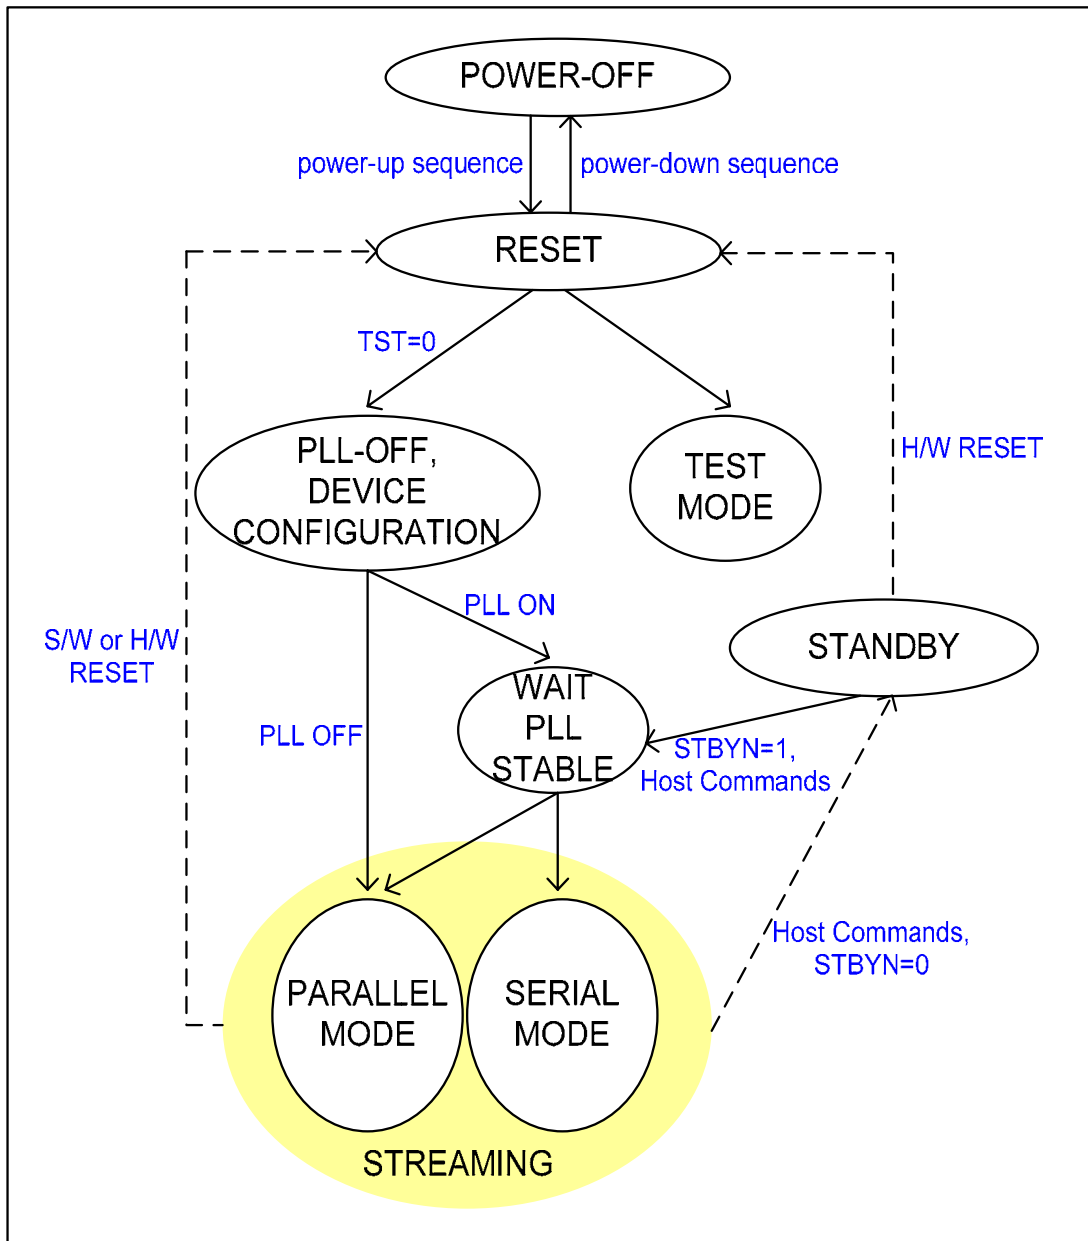 POWER-OFF
power-up sequence
power-down sequence
RESET
TST=0
PLL-OFF,
DEVICE
CONFIGURATION
TEST
MODE
H/W RESET
PLL ON
S/W or H/W
RESET
STANDBY
WAIT
PLL
STABLE
PLL OFF
STBYN=1,
Host Commands
Host Commands,
STBYN=0
PARALLEL
MODE
SERIAL
MODE
STREAMING